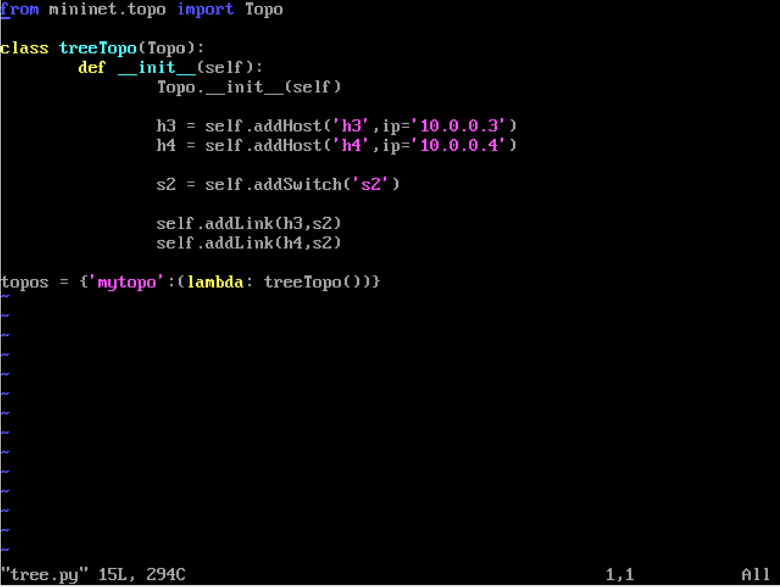 from mininet.topo import Topo

class treeTopo(Topo):
        def __init__(self):
                Topo.__init__(self)

                h3 = self.addHost('h3',ip='10.0.0.3')
                h4 = self.addHost('h4',ip='10.0.0.4')

                s2 = self.addSwitch('s2')

                self.addLink(h3,s2)
                self.addLink(h4,s2)

topos = {'mytopo':(lambda: treeTopo())}
~
~
~
~
~
~
~
~
~
~
~
~
~
~
"tree.py" 15L, 294C                                           1,1           All